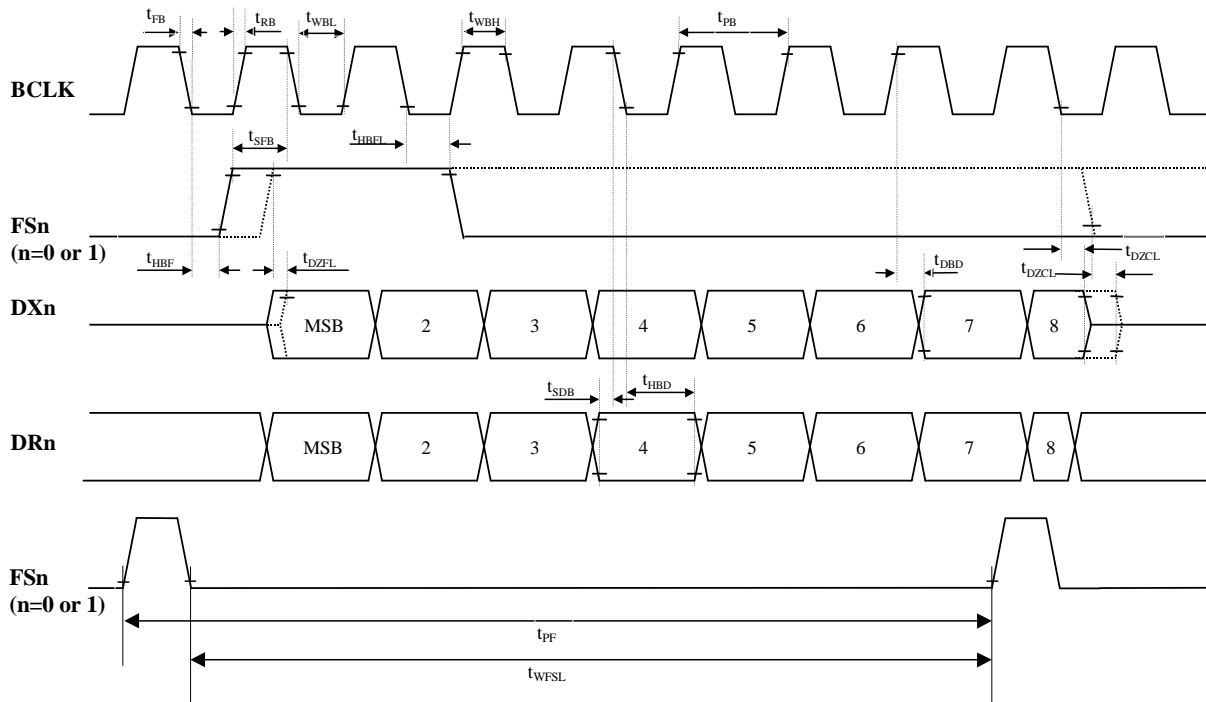 tFB tRB tWBL tWBH tPB
BCLK
tSFB tHBFL
FSn
(n=0 or 1)
tHBF tDZFL tDBD tDZCL tDZCL
DXn
MSB 2 3 4 5 6 7 8
tSDB tHBD
DRn
MSB 2 3 4 5 6 7 8
FSn
(n=0 or 1)
tPF
tWFSL